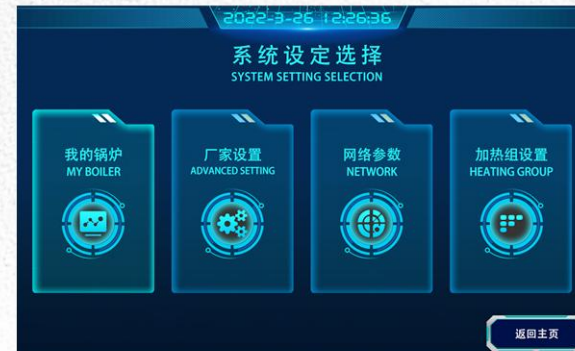 2022-3-26 12:26:36
系统设定选择
SYSTEM SETTING SELECTION
我的锅炉
MY BOILER
厂家设置
ADVANCED SETTING
网络参数
NETWORK
加热组设置
HEATING GROUP
返回主页